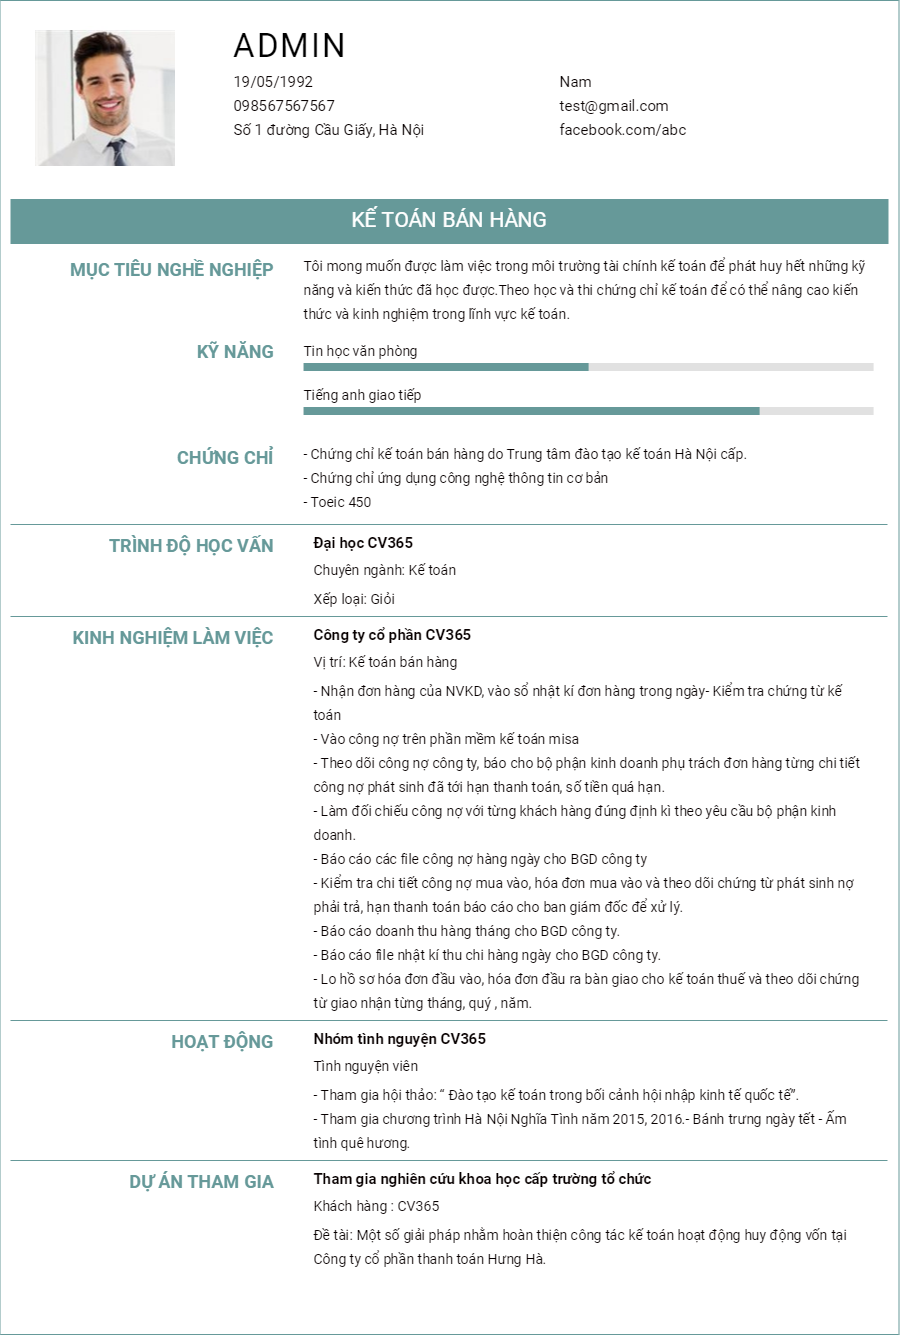 ADMIN
19/05/1992
Nam
098567567567
test@gmail.com
Số 1 đường Cầu Giấy, Hà Nội
facebook.com/abc
KẾ TOÁN BÁN HÀNG
MỤC TIÊU NGHỀ NGHIỆP
Tôi mong muốn được làm việc trong môi trường tài chính kế toán để phát huy hết những kỹ
năng và kiến thức đã học được.Theo học và thi chứng chỉ kế toán để có thể nâng cao kiến
thức và kinh nghiệm trong lĩnh vực kế toán.
KỸ NĂNG
Tin học văn phòng
Tiếng anh giao tiếp
CHỨNG CHỈ
- Chứng chỉ kế toán bán hàng do Trung tâm đào tạo kế toán Hà Nội cấp.
- Chứng chỉ ứng dụng công nghệ thông tin cơ bản
- Toeic 450
TRÌNH ĐỘ HỌC VẤN
Đại học CV365
Chuyên ngành: Kế toán
Xếp loại: Giỏi
KINH NGHIỆM LÀM VIỆC
Công ty cổ phần CV365
Vị trí: Kế toán bán hàng
- Nhận đơn hàng của NVKD, vào sổ nhật kí đơn hàng trong ngày- Kiểm tra chứng từ kế
toán
- Vào công nợ trên phần mềm kế toán misa
- Theo dõi công nợ công ty, báo cho bộ phận kinh doanh phụ trách đơn hàng từng chi tiết
công nợ phát sinh đã tới hạn thanh toán, số tiền quá hạn.
- Làm đối chiếu công nợ với từng khách hàng đúng định kì theo yêu cầu bộ phận kinh
doanh.
- Báo cáo các file công nợ hàng ngày cho BGD công ty
- Kiểm tra chi tiết công nợ mua vào, hóa đơn mua vào và theo dõi chứng từ phát sinh nợ
phải trả, hạn thanh toán báo cáo cho ban giám đốc để xử lý.
- Báo cáo doanh thu hàng tháng cho BGD công ty.
- Báo cáo file nhật kí thu chi hàng ngày cho BGD công ty.
- Lo hồ sơ hóa đơn đầu vào, hóa đơn đầu ra bàn giao cho kế toán thuế và theo dõi chứng
từ giao nhận từng tháng, quý , năm.
HOẠT ĐỘNG
Nhóm tình nguyện CV365
Tình nguyện viên
- Tham gia hội thảo: “ Đào tạo kế toán trong bối cảnh hội nhập kinh tế quốc tế”.
- Tham gia chương trình Hà Nội Nghĩa Tình năm 2015, 2016.- Bánh trưng ngày tết - Ấm
tình quê hương.
DỰ ÁN THAM GIA
Tham gia nghiên cứu khoa học cấp trường tổ chức
Khách hàng : CV365
Đề tài: Một số giải pháp nhằm hoàn thiện công tác kế toán hoạt động huy động vốn tại
Công ty cổ phần thanh toán Hưng Hà.